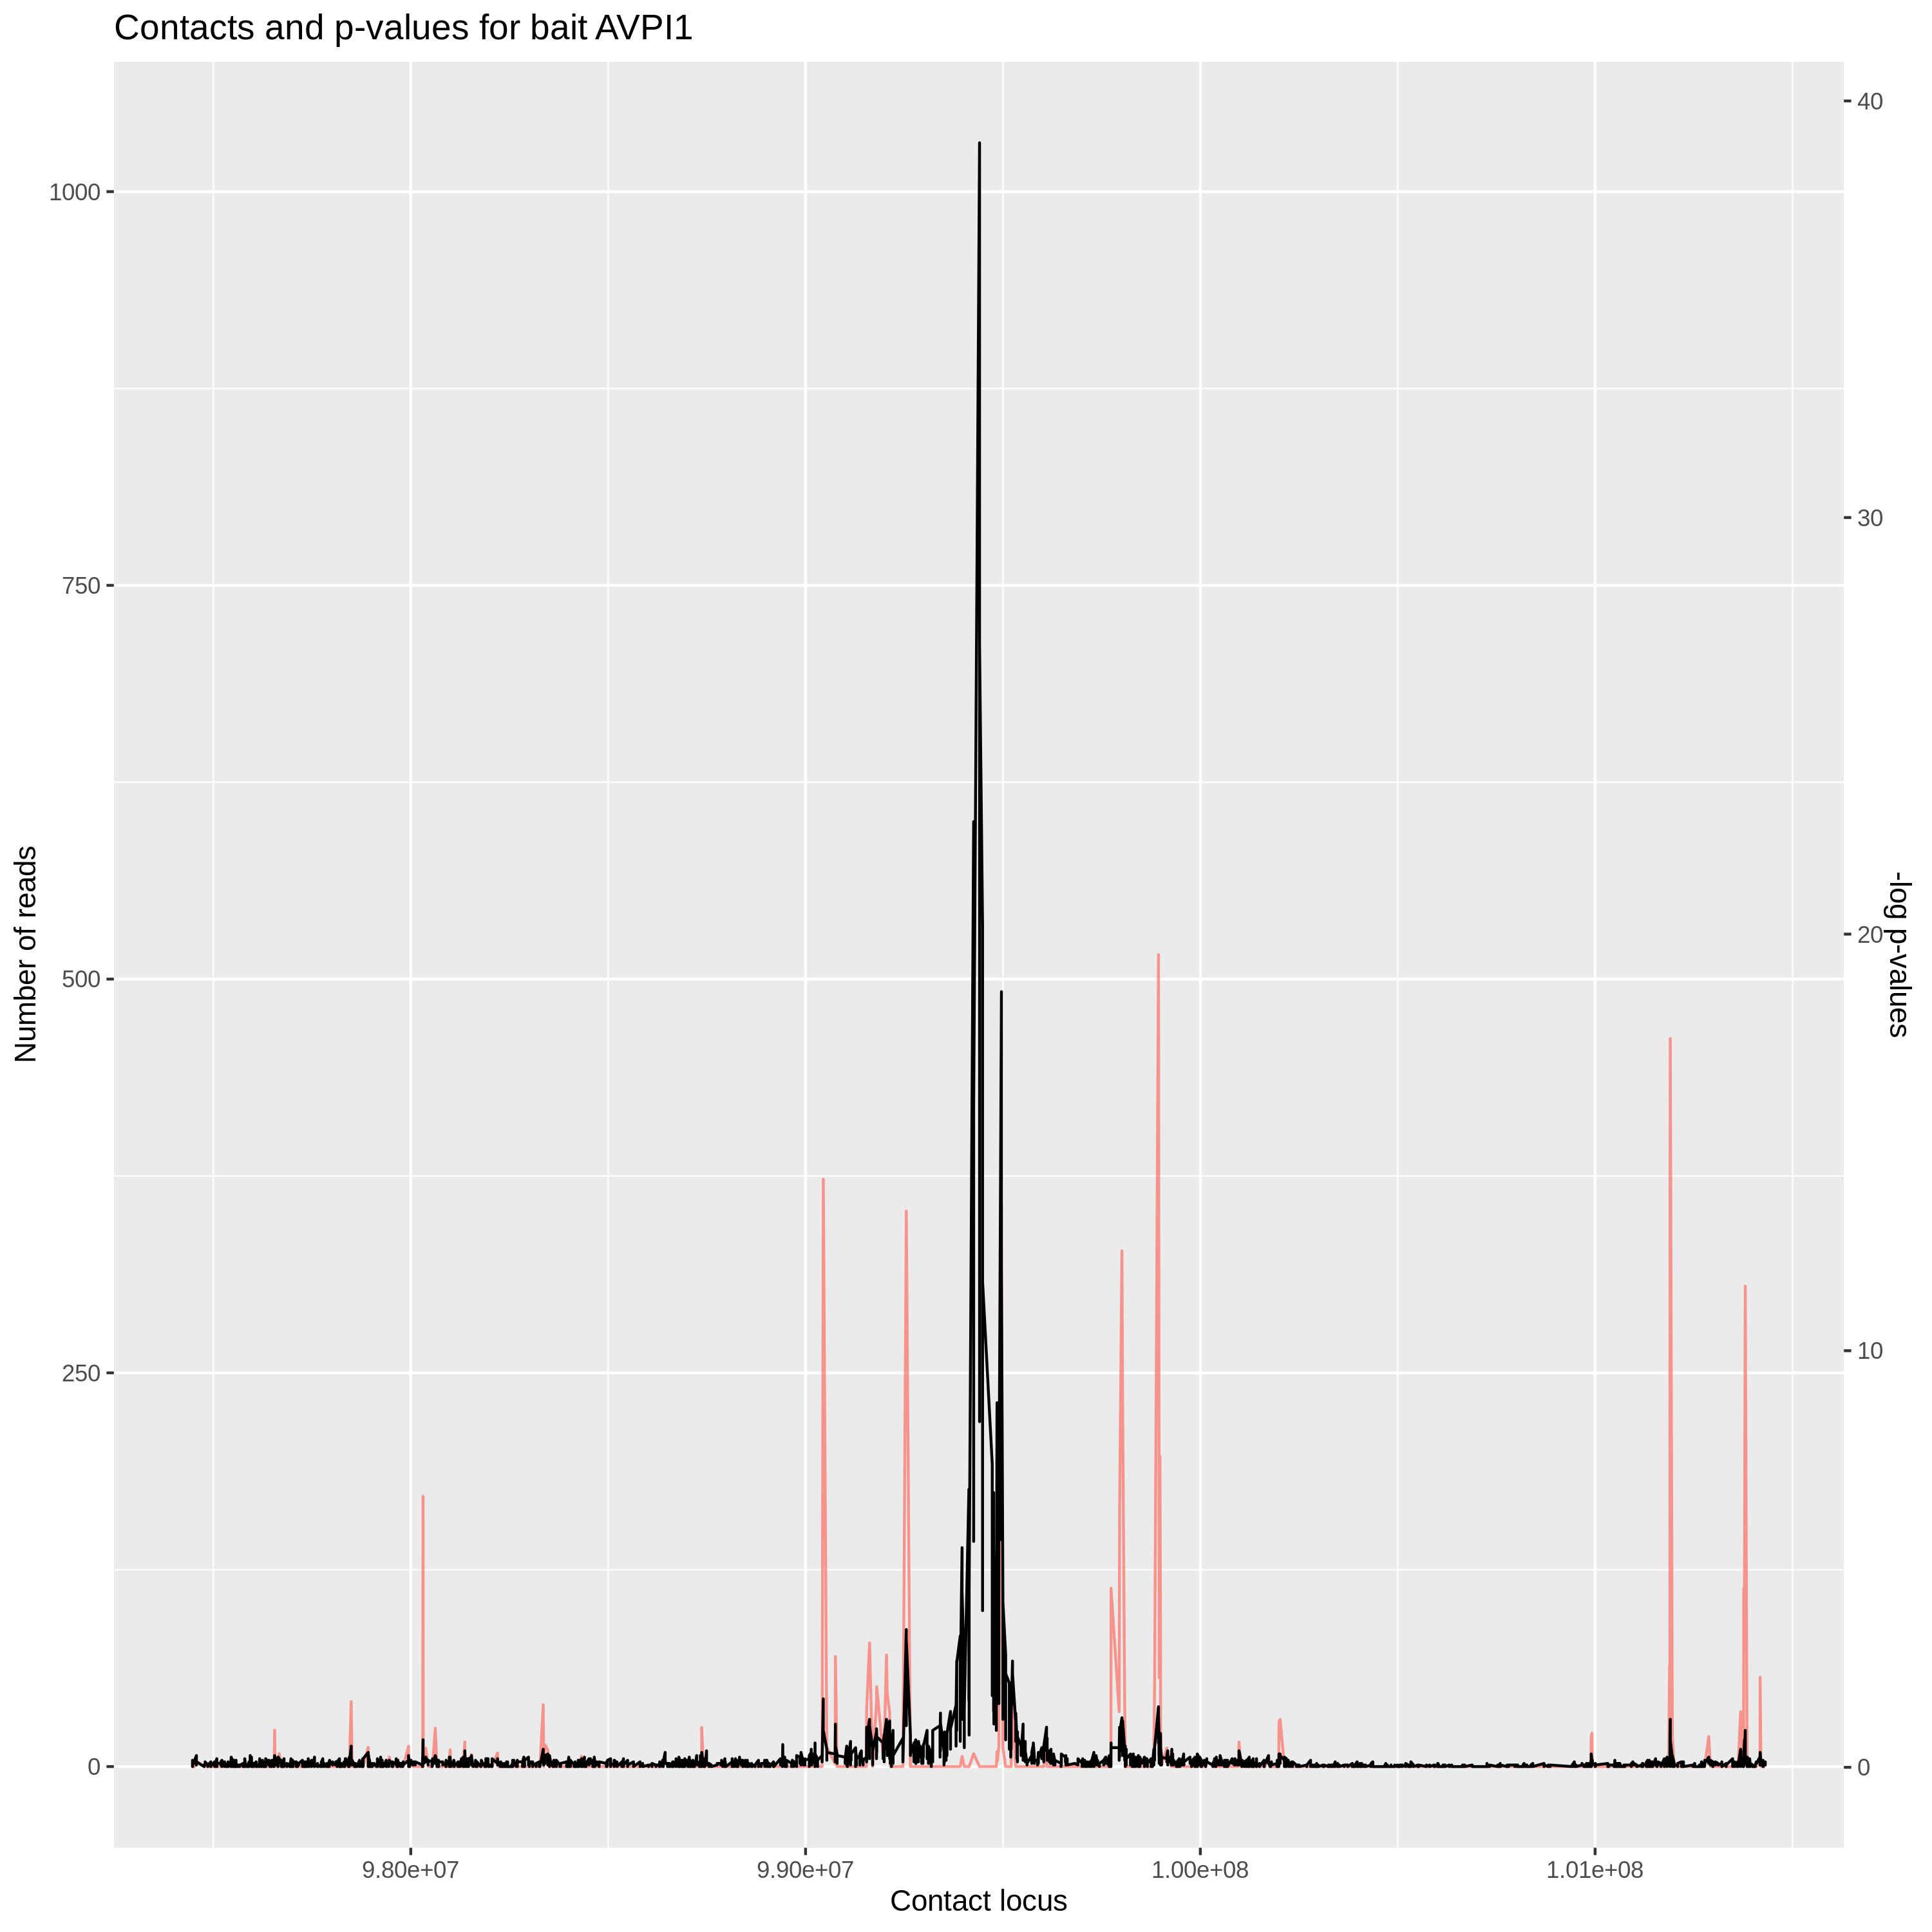 Contacts and p-values for bait AVPI1
1000
750
500
250
0
Number of reads
40
30
20
10
0
-log p-values
9.80e+07
9.90e+07
1.00e+08
1.01e+08
Contact locus